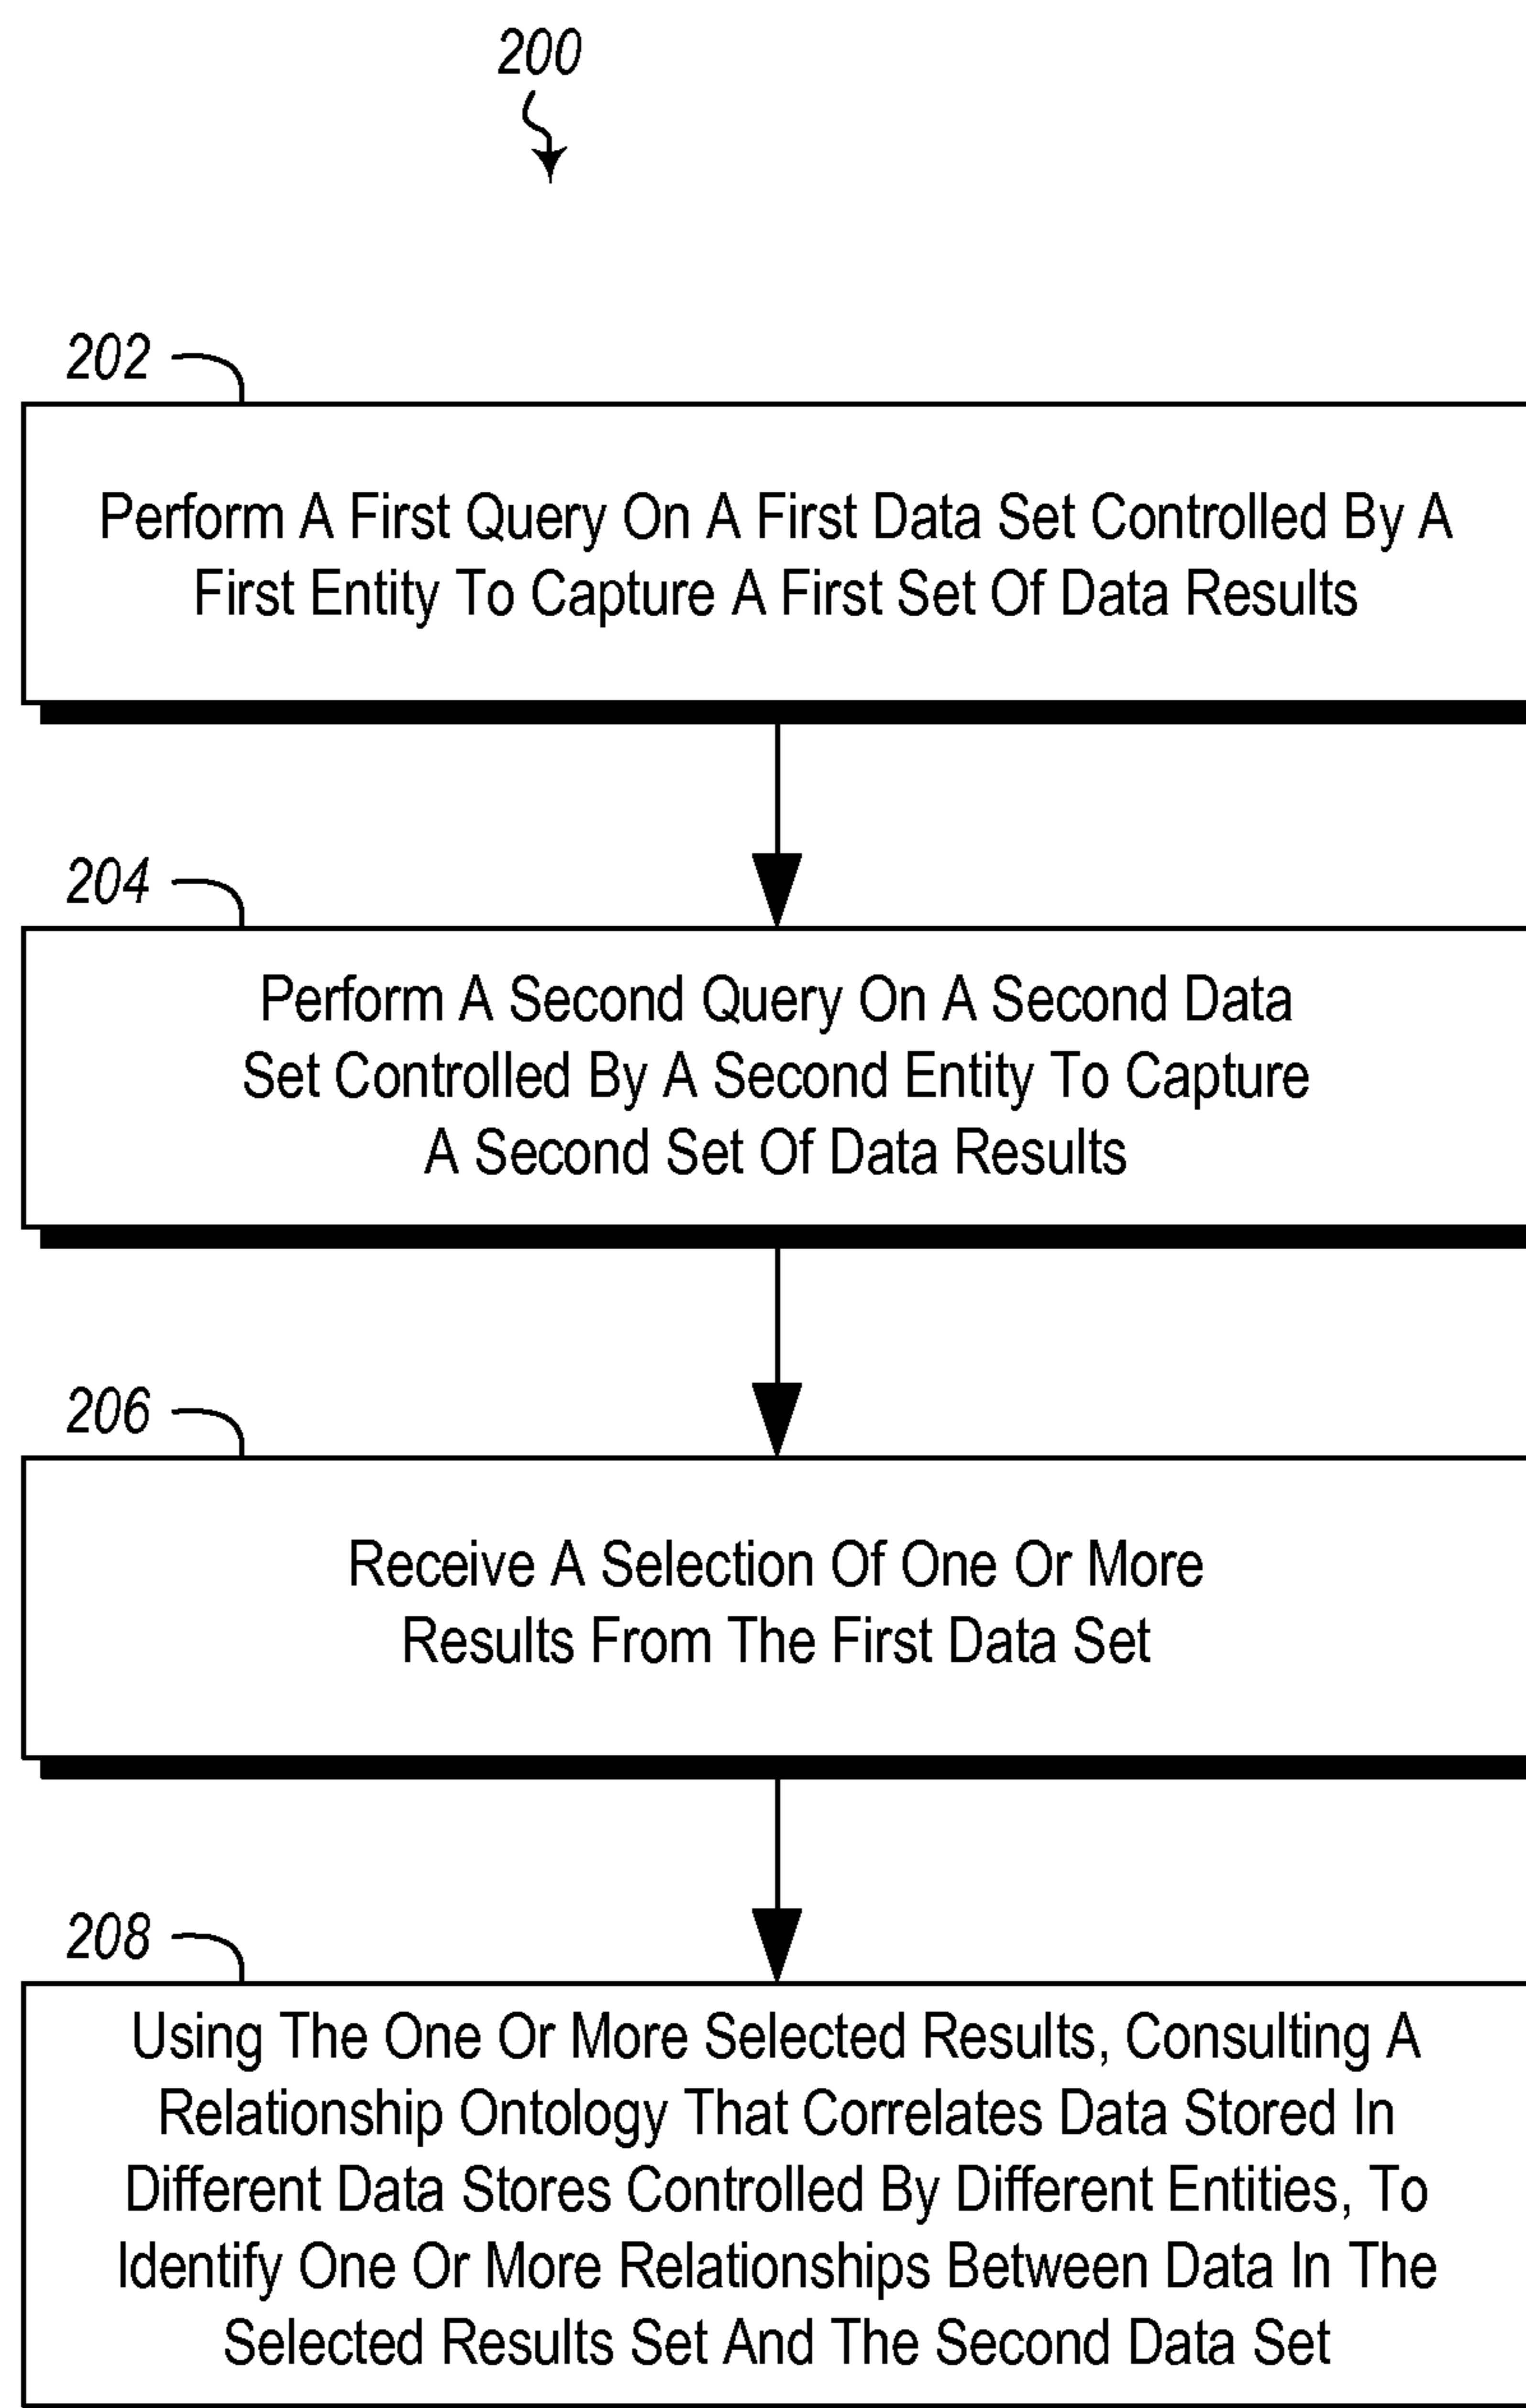 200
202
Perform A First Query On A First Data Set Controlled By A
First Entity To Capture A First Set Of Data Results
204
Perform A Second Query On A Second Data
Set Controlled By A Second Entity To Capture
A Second Set Of Data Results
206
Receive A Selection Of One Or More
Results From The First Data Set
208
Using The One Or More Selected Results, Consulting A
Relationship Ontology That Correlates Data Stored In
Different Data Stores Controlled By Different Entities, To
Identify One Or More Relationships Between Data In The
Selected Results Set And The Second Data Set